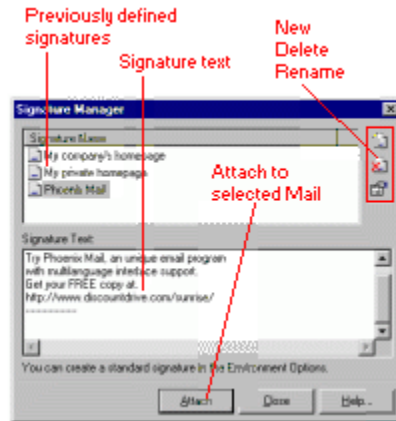 Previously defined
signatures
Signature text
New
Delete
Rename
Signature Manager
Signature Name
My company's homepage
My private homepage
Phoenix Mail
Attach to
selected Mail
Signature Text:
Try Phoenix Mail, an unique email program
with multilanguage interface support.
Get your FREE copy at:
http://www.discountdrive.com/sunrise/
----------
You can create a standard signature in the Environment Options.
Attach
Close
Help...